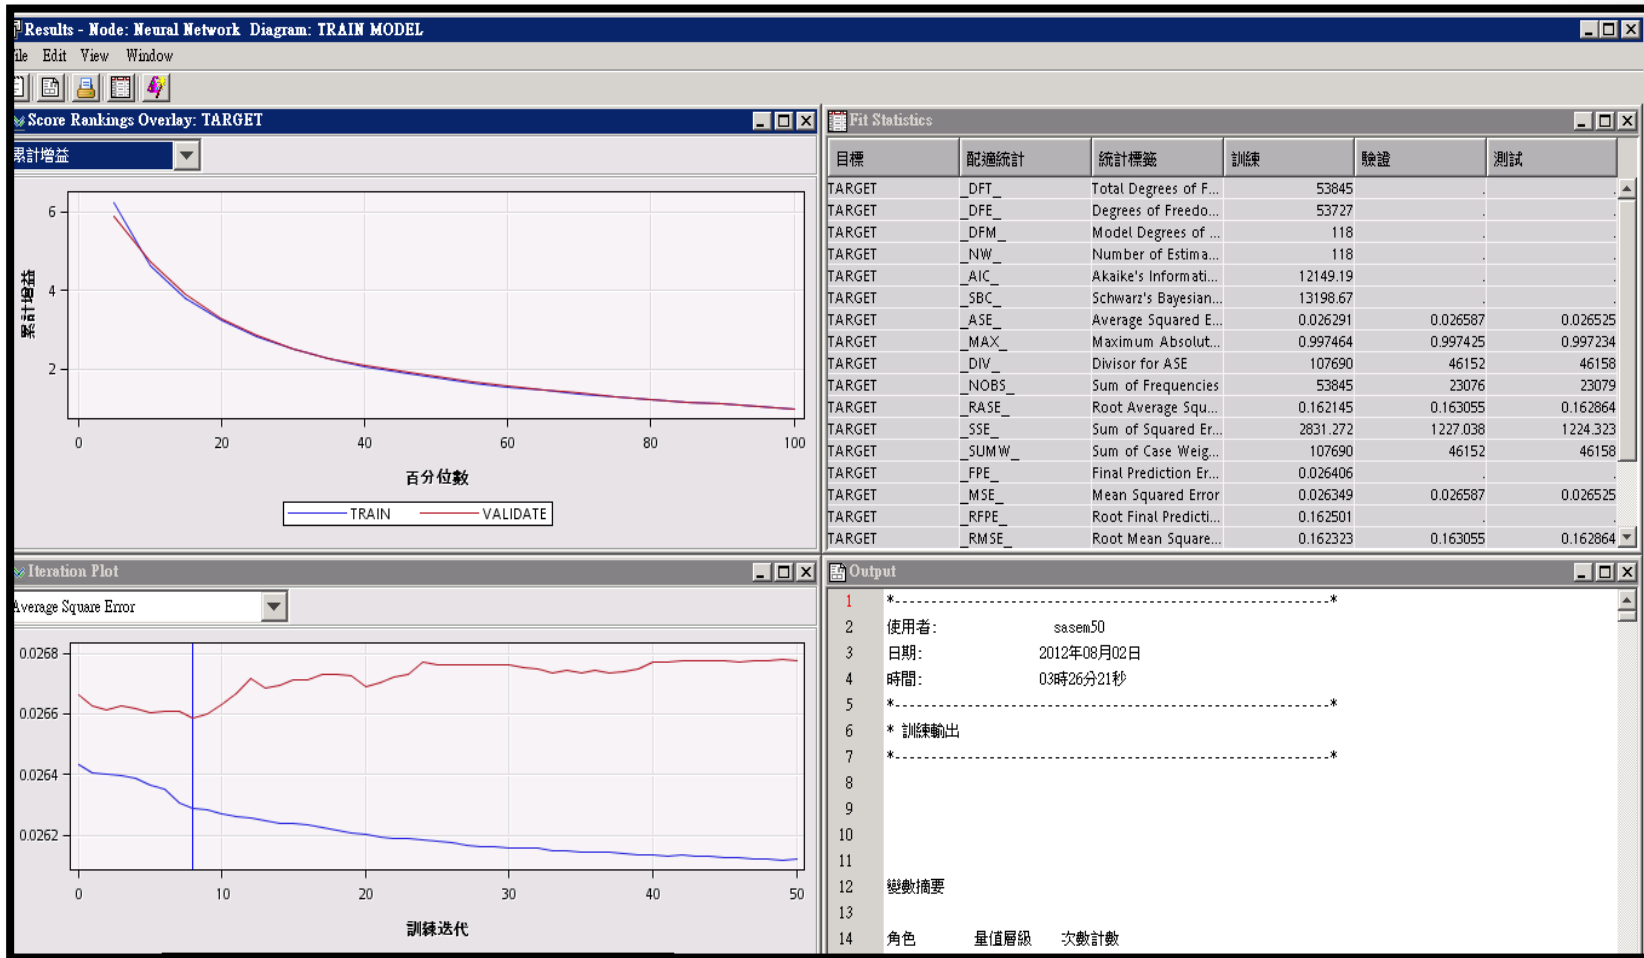 Results - Node: Neural Network Diagram: TRAIN MODEL
File Edit View Window
Score Rankings Overlay: TARGET
累計增益
6
4
2
累計增益
0 20 40 60 80 100
百分位數
TRAIN VALIDATE
Fit Statistics
目標 配適統計 統計標籤 訓練 驗證 測試
TARGET _DFT_ Total Degrees of F... 53845 . .
TARGET _DFE_ Degrees of Freedo... 53727 . .
TARGET _DFM_ Model Degrees of ... 118 . .
TARGET _NW_ Number of Estima... 118 . .
TARGET _AIC_ Akaike's Informati... 12149.19 . .
TARGET _SBC_ Schwarz's Bayesian... 13198.67 . .
TARGET _ASE_ Average Squared E... 0.026291 0.026587 0.026525
TARGET _MAX_ Maximum Absolut... 0.997464 0.997425 0.997234
TARGET _DIV_ Divisor for ASE 107690 46152 46158
TARGET _NOBS_ Sum of Frequencies 53845 23076 23079
TARGET _RASE_ Root Average Squ... 0.162145 0.163055 0.162864
TARGET _SSE_ Sum of Squared Er... 2831.272 1227.038 1224.323
TARGET _SUMW_ Sum of Case Weig... 107690 46152 46158
TARGET _FPE_ Final Prediction Er... 0.026406 . .
TARGET _MSE_ Mean Squared Error 0.026349 0.026587 0.026525
TARGET _RFPE_ Root Final Predicti... 0.162501 . .
TARGET _RMSE_ Root Mean Square... 0.162323 0.163055 0.162864
Iteration Plot
Average Square Error
0.0268
0.0266
0.0264
0.0262
0 10 20 30 40 50
訓練迭代
Output
1 *------------------------------------------------------------*
2 使用者: sasem50
3 日期: 2012年08月02日
4 時間: 03時26分21秒
5 *------------------------------------------------------------*
6 * 訓練輸出
7 *------------------------------------------------------------*
8
9
10
11
12 變數摘要
13
14 角色 量值層級 次數計數